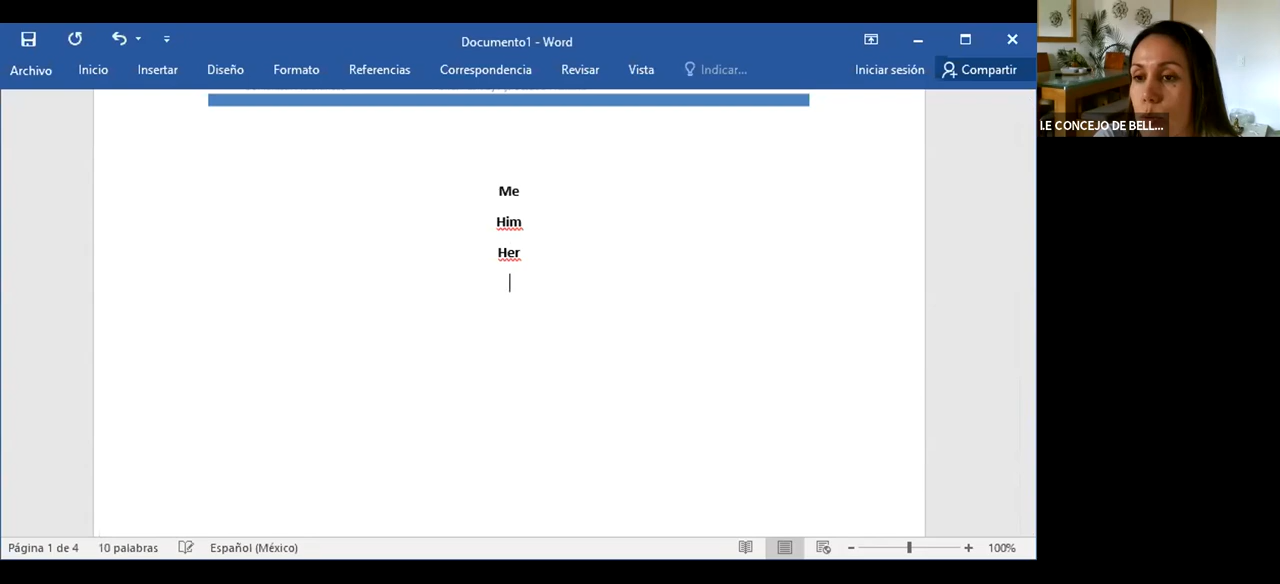 Documento1 - Word
Archivo Inicio Insertar Diseño Formato Referencias Correspondencia Revisar Vista Indicar... Iniciar sesión Compartir
LE CONCEJO DE BELL...
Me
Him
Her
Página 1 de 4 10 palabras Español (México) 100%